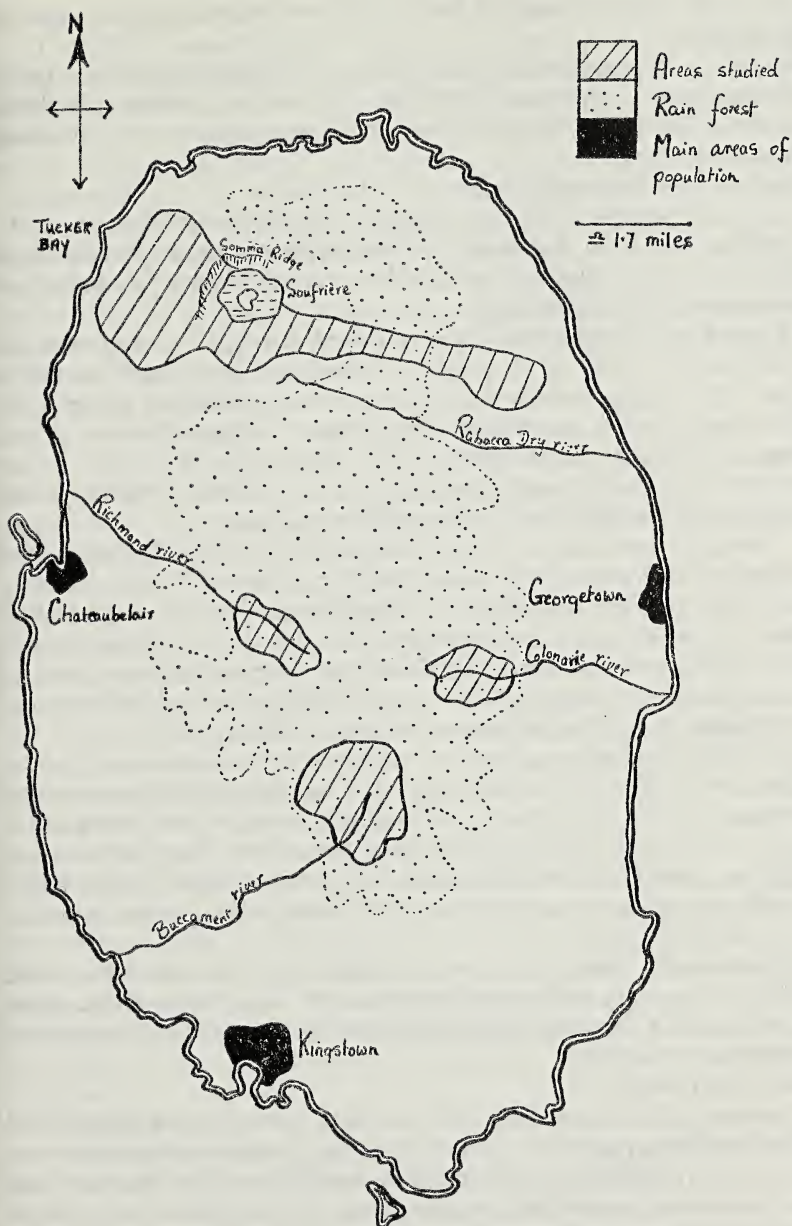 N
Areas studied
Rain forest
Main areas of
population
≏ 1.7 miles
TUCKER
BAY
Somma Ridge
Soufrière
Rabacca Dry river
Richmond river
Chateaubelair
Georgetown
Colonarie river
Buccament river
Kingstown